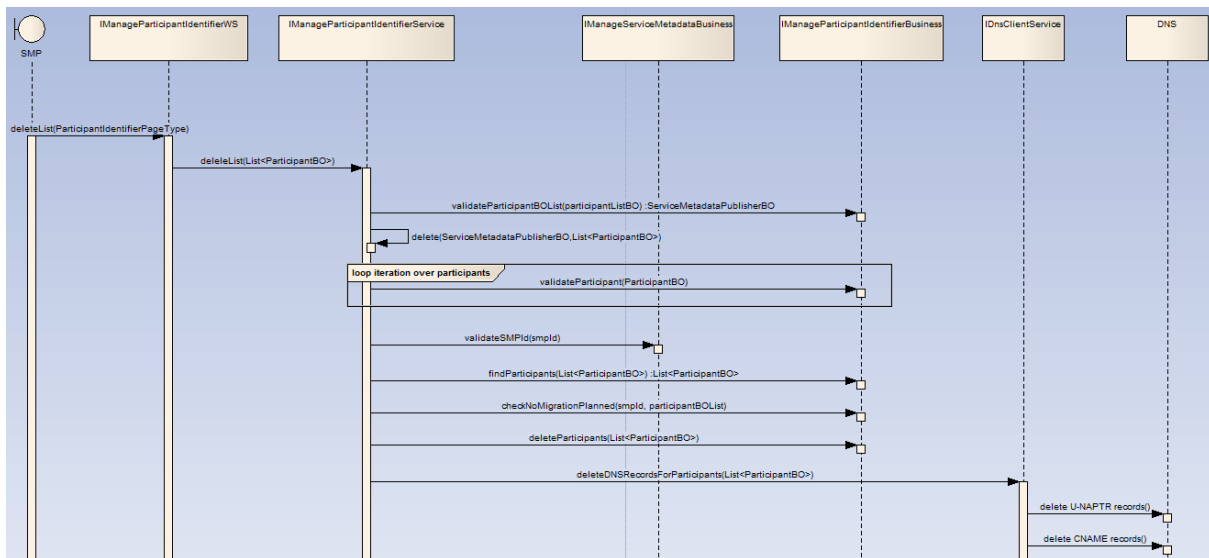 IManageParticipantIdentifierWS
IManageParticipantIdentifierService
IManageServiceMetadataBusiness
IManageParticipantIdentifierBusiness
IDnsClientService
DNS
SMP
deleteList(ParticipantIdentifierPageType)
deleleList(List<ParticipantBO>)
validateParticipantBOList(participantListBO) :ServiceMetadataPublisherBO
delete(ServiceMetadataPublisherBO,List<ParticipantBO>)
loop iteration over participants
validateParticipant(ParticipantBO)
validateSMPId(smpId)
findParticipants(List<ParticipantBO>) :List<ParticipantBO>
checkNoMigrationPlanned(smpId, participantBOList)
deleteParticipants(List<ParticipantBO>)
deleteDNSRecordsForParticipants(List<ParticipantBO>)
delete U-NAPTR records()
delete CNAME records()